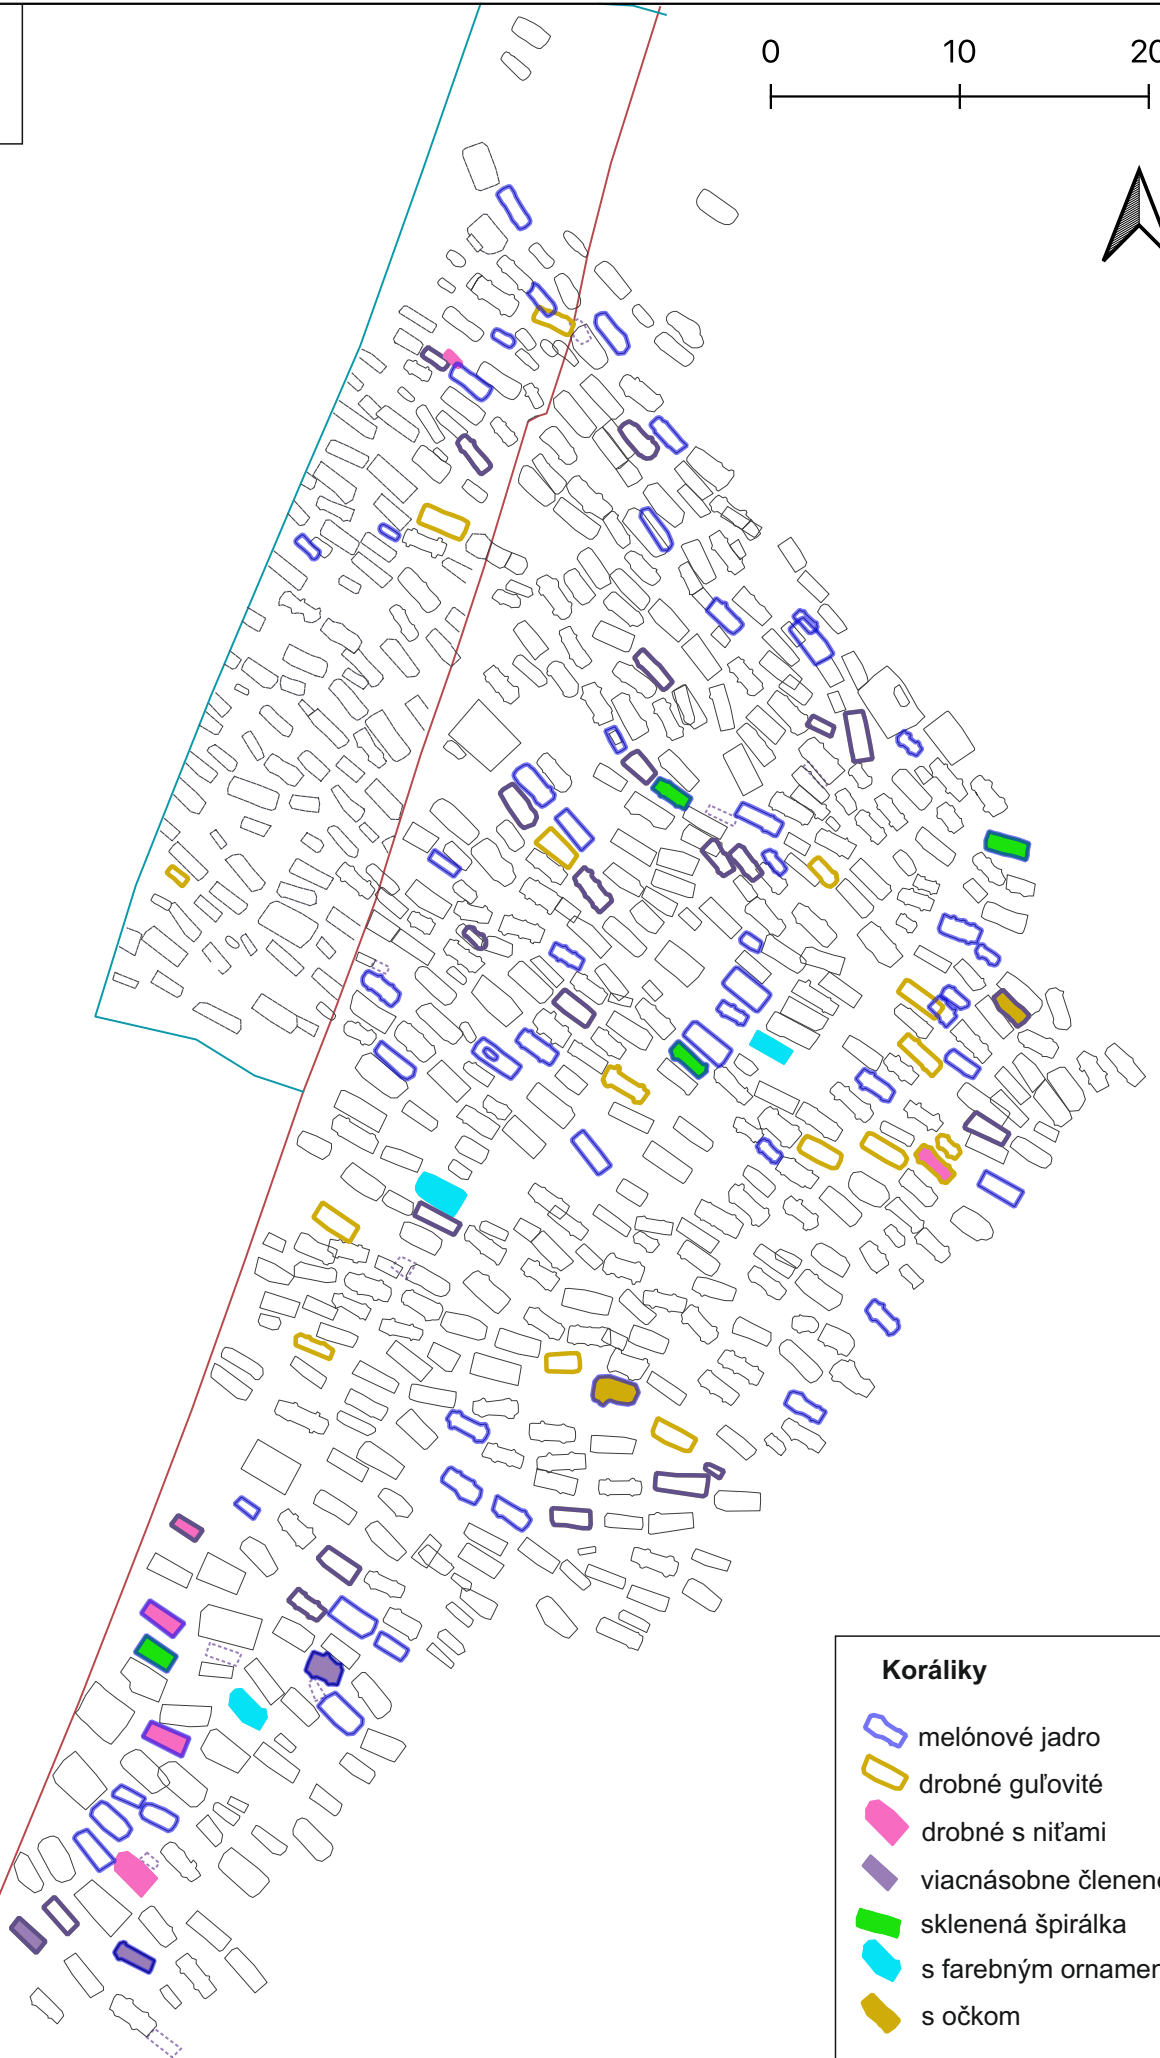 0 10 20
Koráliky
melónové jadro
drobné guľovité
drobné s niťami
viacnásobne členené
sklenená špirálka
s farebným ornamen
s očkom